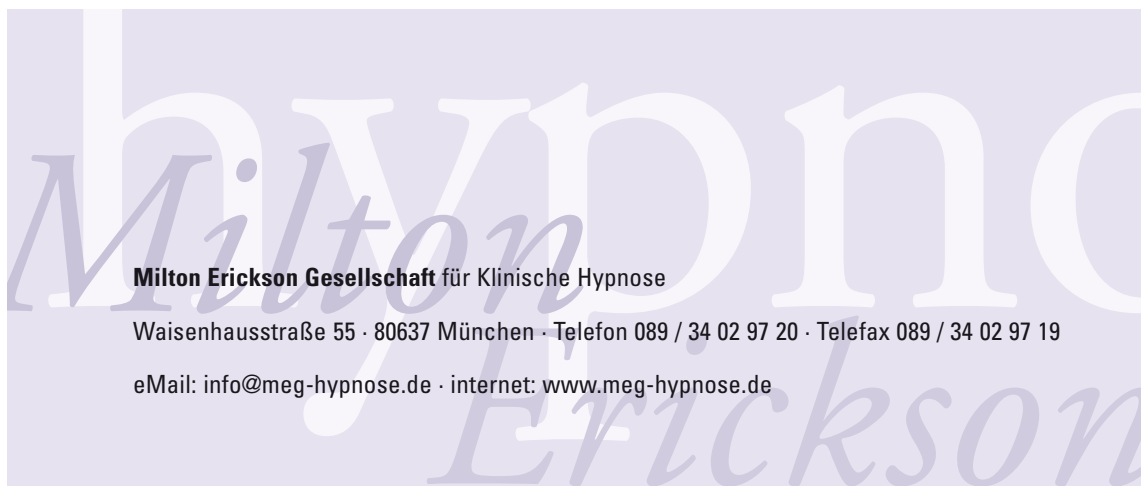 hypno
Milton
Erickson
Milton Erickson Gesellschaft für Klinische Hypnose
Waisenhausstraße 55 · 80637 München · Telefon 089 / 34 02 97 20 · Telefax 089 / 34 02 97 19
eMail: info@meg-hypnose.de · internet: www.meg-hypnose.de